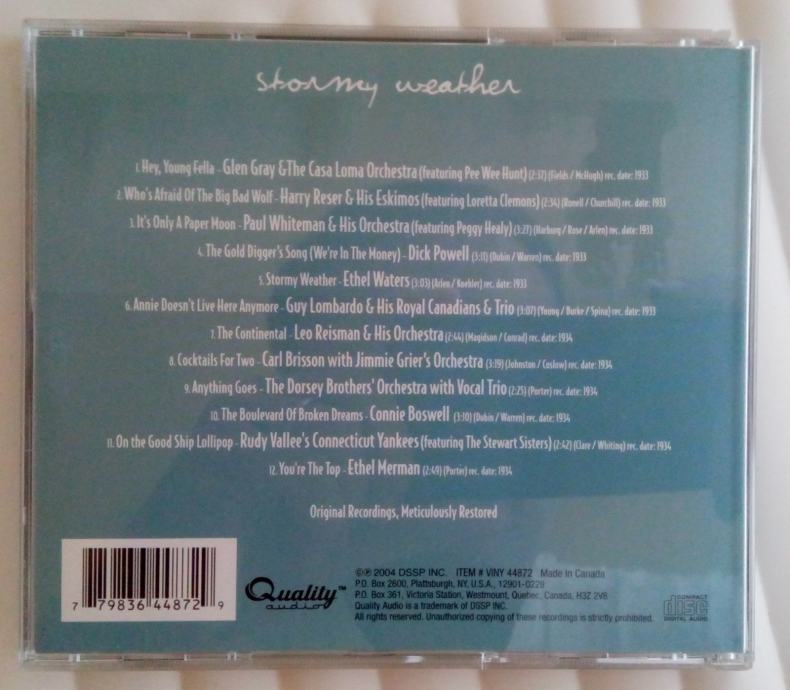 stormy weather
1. Hey, Young Fella - Glen Gray &The Casa Loma Orchestra (featuring Pee Wee Hunt) (2:37) (Fields / McHugh) rec. date: 1933
2. Who's Afraid Of The Big Bad Wolf - Harry Reser & His Eskimos (featuring Loretta Clemons) (2:34) (Ronell / Churchill) rec. date: 1933
3. It's Only A Paper Moon - Paul Whiteman & His Orchestra (featuring Peggy Healy) (3:27) (Harburg / Rose / Arlen) rec. date: 1933
4. The Gold Digger's Song (We're In The Money) - Dick Powell (3:11) (Dubin / Warren) rec. date: 1933
5. Stormy Weather - Ethel Waters (3:03) (Arlen / Koehler) rec. date: 1933
6. Annie Doesn't Live Here Anymore - Guy Lombardo & His Royal Canadians & Trio (3:07) (Young / Burke / Spina) rec. date: 1933
7. The Continental - Leo Reisman & His Orchestra (2:44) (Magidson / Conrad) rec. date: 1934
8. Cocktails For Two - Carl Brisson with Jimmie Grier's Orchestra (3:19) (Johnston / Coslow) rec. date: 1934
9. Anything Goes - The Dorsey Brothers' Orchestra with Vocal Trio (2:25) (Porter) rec. date: 1934
10. The Boulevard Of Broken Dreams - Connie Boswell (3:10) (Dubin / Warren) rec. date: 1934
11. On the Good Ship Lollipop - Rudy Vallee's Connecticut Yankees (featuring The Stewart Sisters) (2:42) (Clare / Whiting) rec. date: 1934
12. You're The Top - Ethel Merman (2:49) (Porter) rec. date: 1934
Original Recordings, Meticulously Restored
7 79836 44872 9
Quality™
audio
©℗ 2004 DSSP INC. ITEM # VINY 44872 Made In Canada
P.O. Box 2600, Plattsburgh, NY, U.S.A., 12901-0229
P.O. Box 361, Victoria Station, Westmount, Quebec, Canada, H3Z 2V8
Quality Audio is a trademark of DSSP INC.
All rights reserved. Unauthorized copying of these recordings is strictly prohibited.
COMPACT
disc
DIGITAL AUDIO